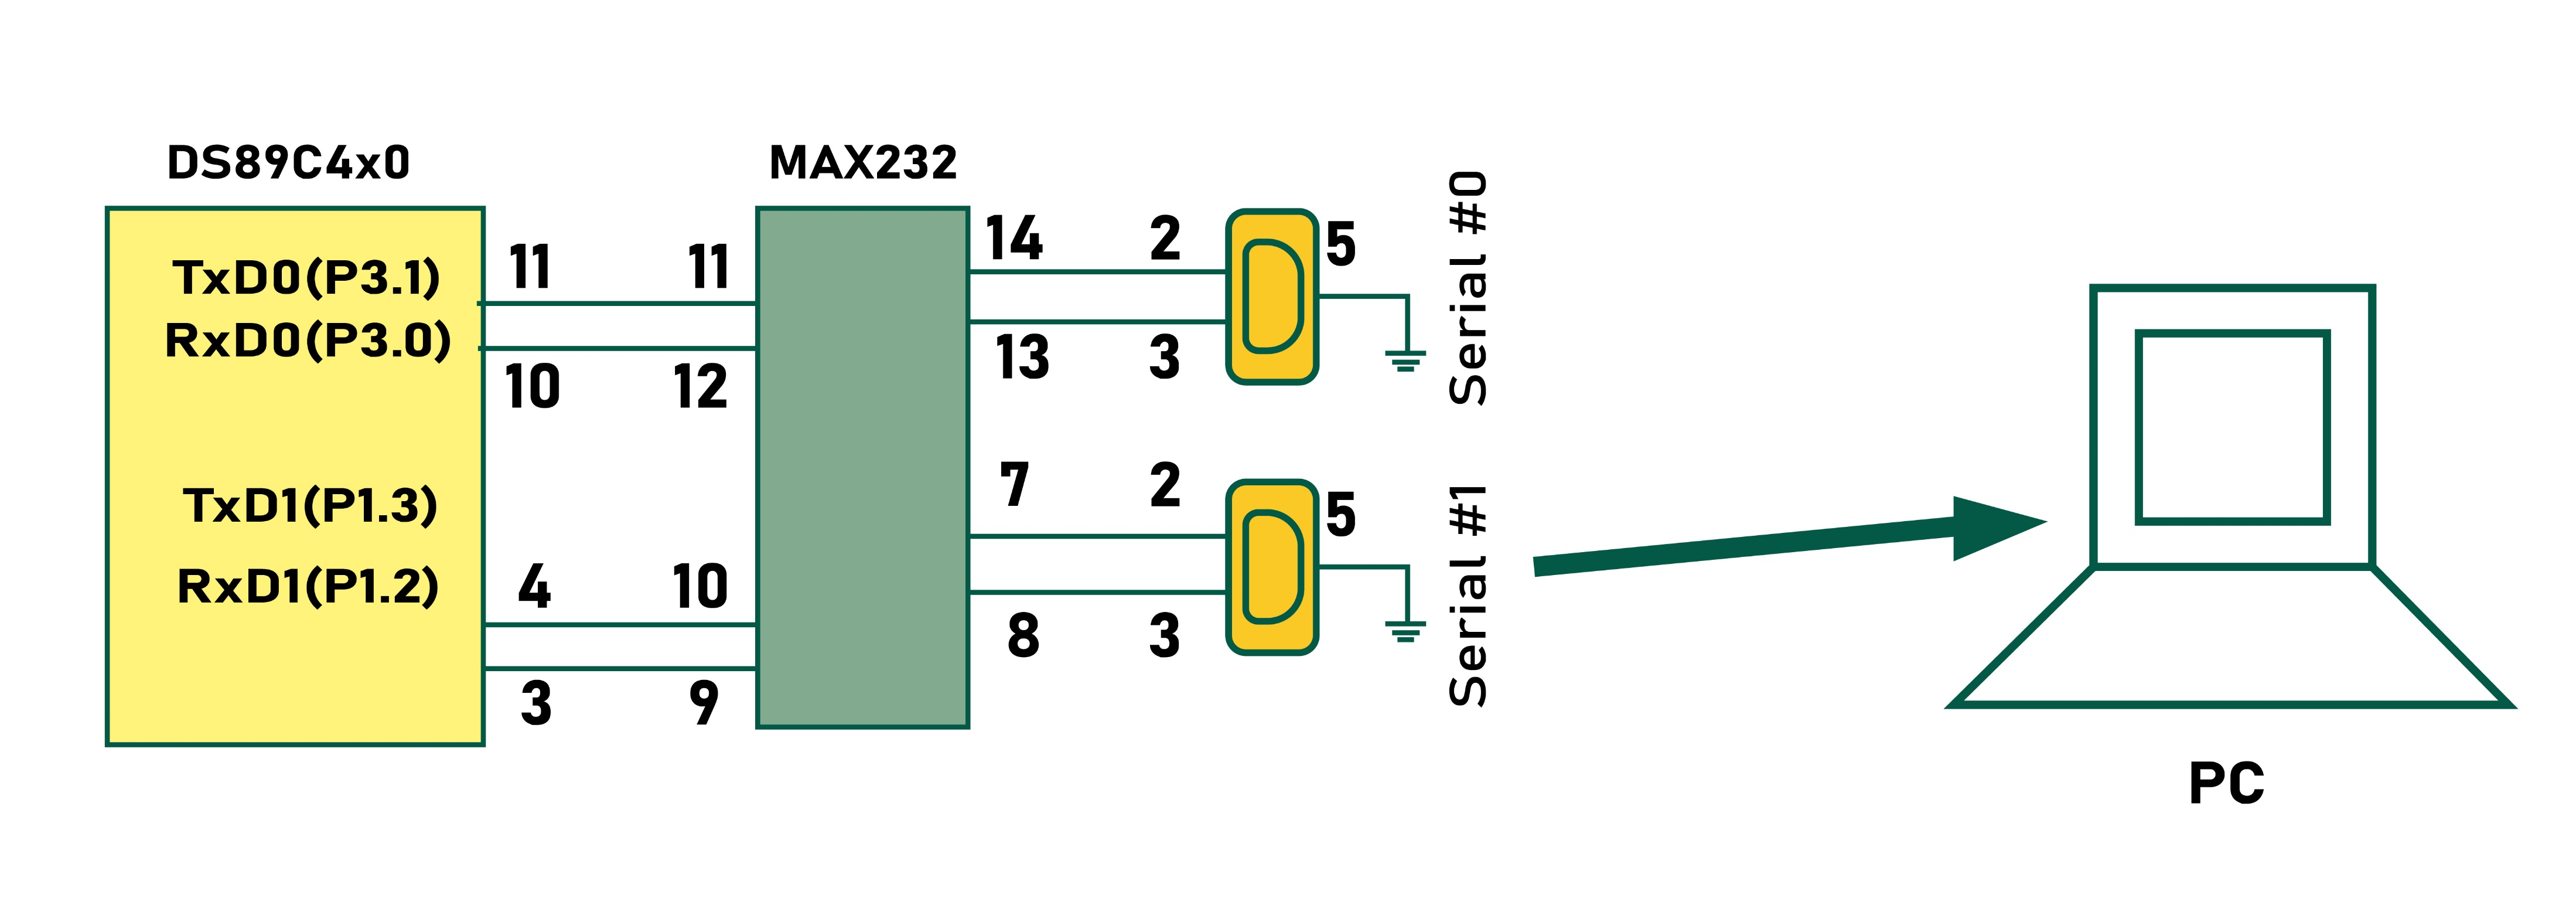 DS89C4x0
MAX232
TxD0(P3.1)
RxD0(P3.0)
TxD1(P1.3)
RxD1(P1.2)
11 11
10 12
4 10
3 9
14 2
13 3
7 2
8 3
5
5
Serial #0
Serial #1
PC